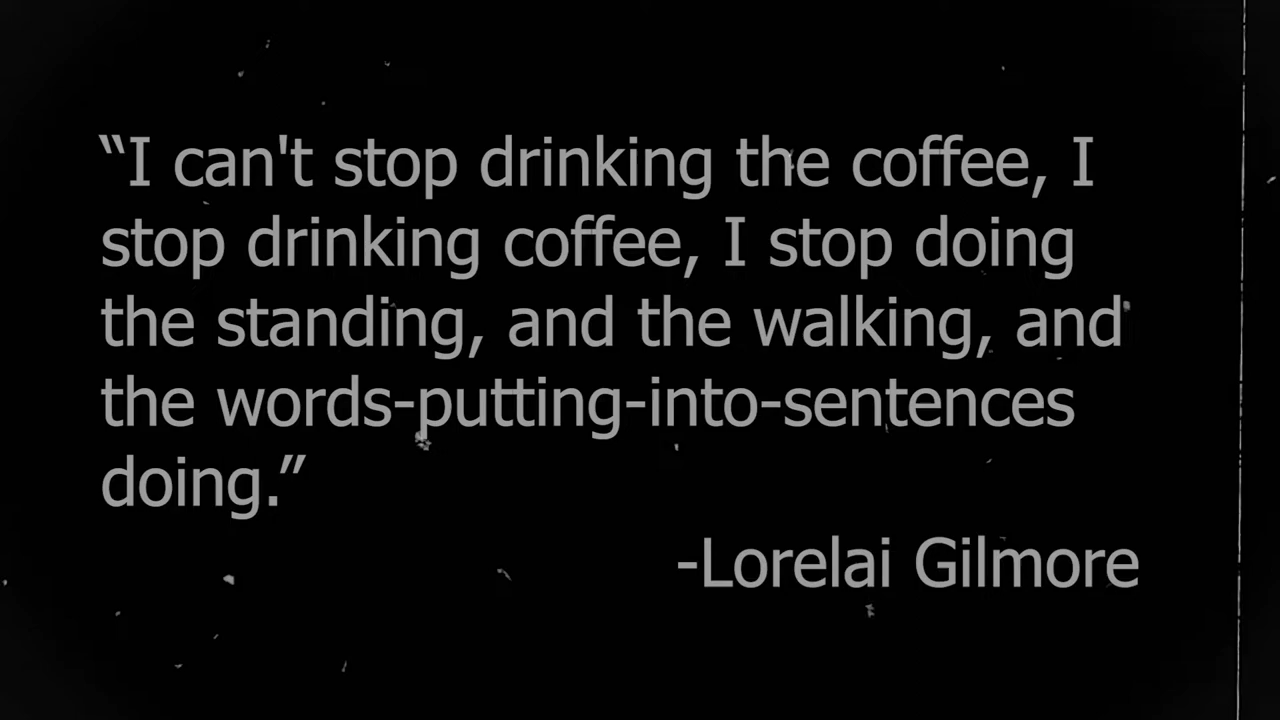 “I can't stop drinking the coffee, I
stop drinking coffee, I stop doing
the standing, and the walking, and
the words-putting-into-sentences
doing.”
-Lorelai Gilmore